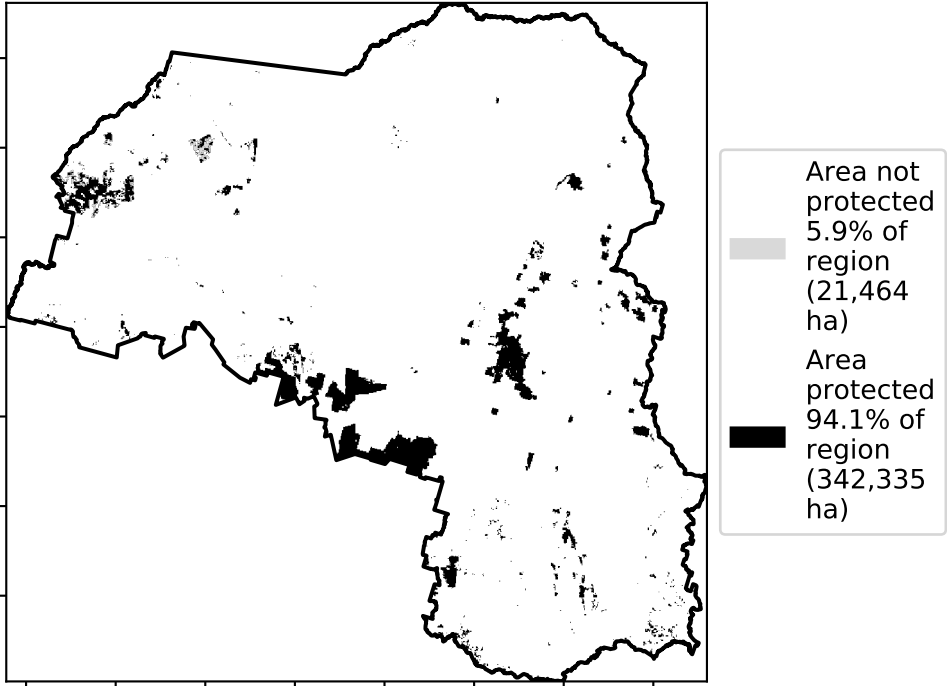 Area not
protected
5.9% of
region
(21,464
ha)
Area
protected
94.1% of
region
(342,335
ha)